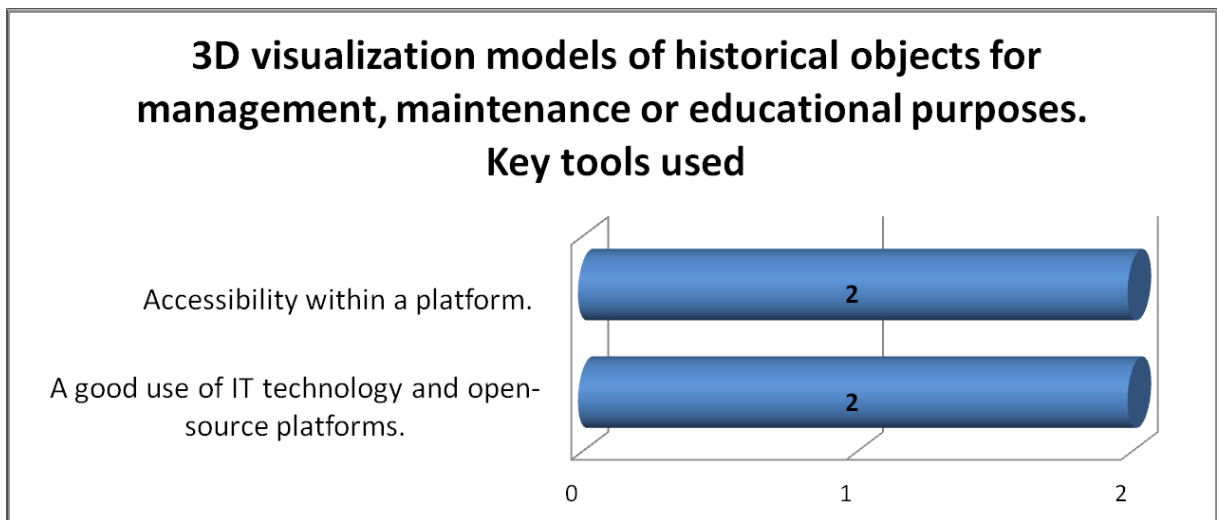 3D visualization models of historical objects for
management, maintenance or educational purposes.
Key tools used
Accessibility within a platform.
2
A good use of IT technology and open-
source platforms.
2
0 1 2